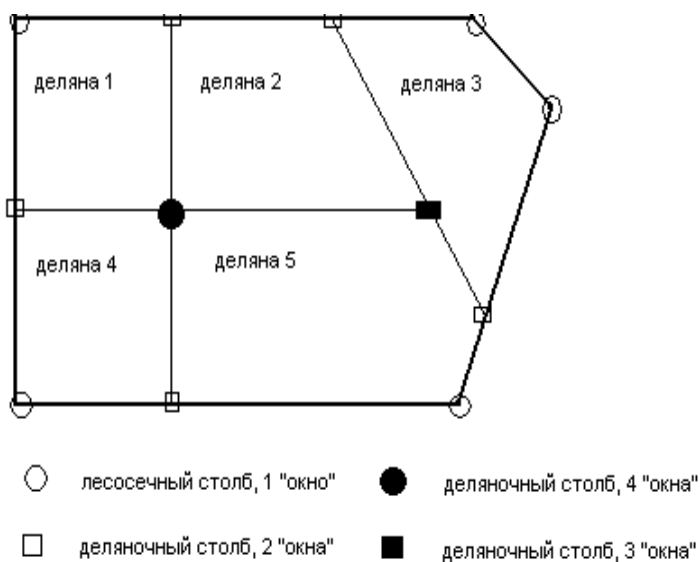 деляна 1
деляна 2
деляна 3
деляна 4
деляна 5
лесосечный столб, 1 "окно"
деляночный столб, 4 "окна"
деляночный столб, 2 "окна"
деляночный столб, 3 "окна"